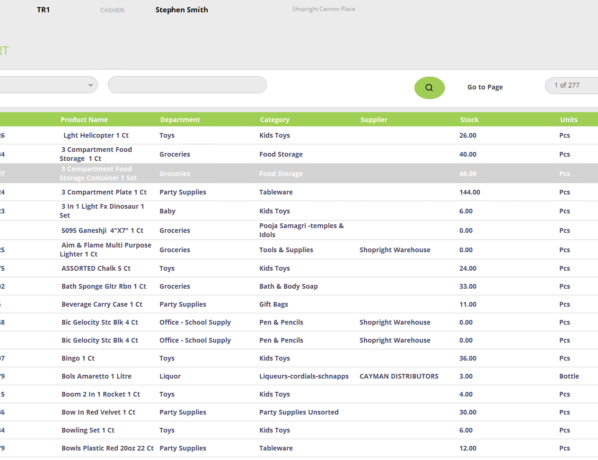 TR1 CASHIER: Stephen Smith Shopright Cannon Place
RT
1 of 277
Go to Page
Product Name Department Category Supplier Stock Units
26 Lght Helicopter 1 Ct Toys Kids Toys 26.00 Pcs
3 Compartment Food
Storage 1 Ct Groceries Food Storage 40.00 Pcs
3 Compartment Food
Storage Container 1 Set Groceries Food Storage 48.00 Pcs
24 3 Compartment Plate 1 Ct Party Supplies Tableware 144.00 Pcs
23 3 In 1 Light Fx Dinosaur 1
Set Baby Kids Toys 6.00 Pcs
5095 Ganeshji 4"X7" 1 Ct Groceries Pooja Samagri -temples &
Idols 0.00 Pcs
25 Aim & Flame Multi Purpose
Lighter 1 Ct Groceries Tools & Supplies Shopright Warehouse 0.00 Pcs
75 ASSORTED Chalk 5 Ct Toys Kids Toys 24.00 Pcs
02 Bath Sponge Gltr Rbn 1 Ct Groceries Bath & Body Soap 33.00 Pcs
Beverage Carry Case 1 Ct Party Supplies Gift Bags 11.00 Pcs
58 Bic Gelocity Stc Blk 4 Ct Office - School Supply Pen & Pencils Shopright Warehouse 0.00 Pcs
Bic Gelocity Stc Blk 4 Ct Office - School Supply Pen & Pencils Shopright Warehouse 0.00 Pcs
97 Bingo 1 Ct Toys Kids Toys 36.00 Pcs
79 Bols Amaretto 1 Litre Liquor Liqueurs-cordials-schnapps CAYMAN DISTRIBUTORS 3.00 Bottle
5 Boom 2 In 1 Rocket 1 Ct Toys Kids Toys 4.00 Pcs
Bow In Red Velvet 1 Ct Party Supplies Party Supplies Unsorted 30.00 Pcs
Bowling Set 1 Ct Toys Kids Toys 6.00 Pcs
79 Bowls Plastic Red 20oz 22 Ct Party Supplies Tableware 12.00 Pcs